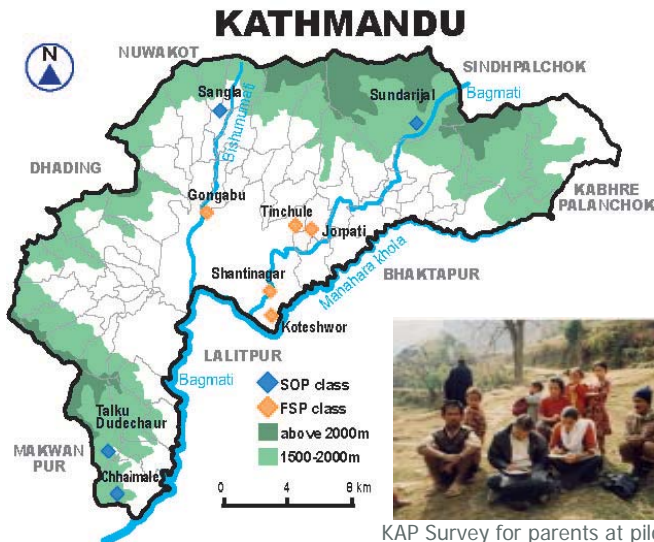 KATHMANDU
N
NUWAKOT
SINDHPALCHOK
Sangla
Sundarijal
Bagmati
Bishunumati
DHADING
KABHRE
PALANCHOK
Gongabu
Tinchule
Jorpati
Shantinagar
Manahara khola
BHAKTAPUR
Koteshwor
LALITPUR
Bagmati
SOP class
FSP class
above 2000m
1500-2000m
Talku
Dudechaur
MAKWAN
PUR
Chhaimale
0 4 8 km
KAP Survey for parents at pilo